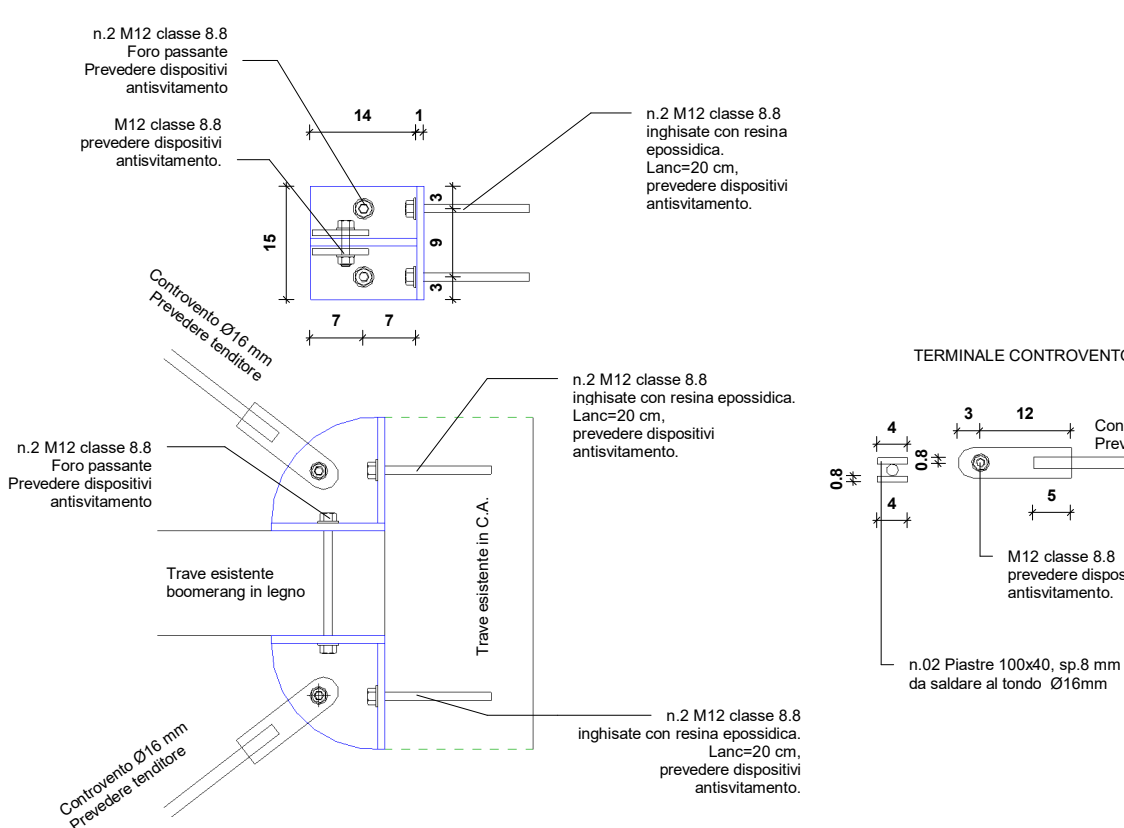 n.2 M12 classe 8.8
Foro passante
Prevedere dispositivi
antisvitamento
M12 classe 8.8
prevedere dispositivi
antisvitamento.
14
1
n.2 M12 classe 8.8
inghisate con resina
epossidica.
Lanc=20 cm,
prevedere dispositivi
antisvitamento.
15
3
9
3
7
7
Controvento Ø16 mm
Prevedere tenditore
n.2 M12 classe 8.8
inghisate con resina epossidica.
Lanc=20 cm,
prevedere dispositivi
antisvitamento.
n.2 M12 classe 8.8
Foro passante
Prevedere dispositivi
antisvitamento
Trave esistente
boomerang in legno
Trave esistente in C.A.
Controvento Ø16 mm
Prevedere tenditore
n.2 M12 classe 8.8
inghisate con resina epossidica.
Lanc=20 cm,
prevedere dispositivi
antisvitamento.
TERMINALE CONTROVENTO
4
0.8
0.8
4
3
12
Con
Prev
5
M12 classe 8.8
prevedere dispos
antisvitamento.
n.02 Piastre 100x40, sp.8 mm
da saldare al tondo Ø16mm